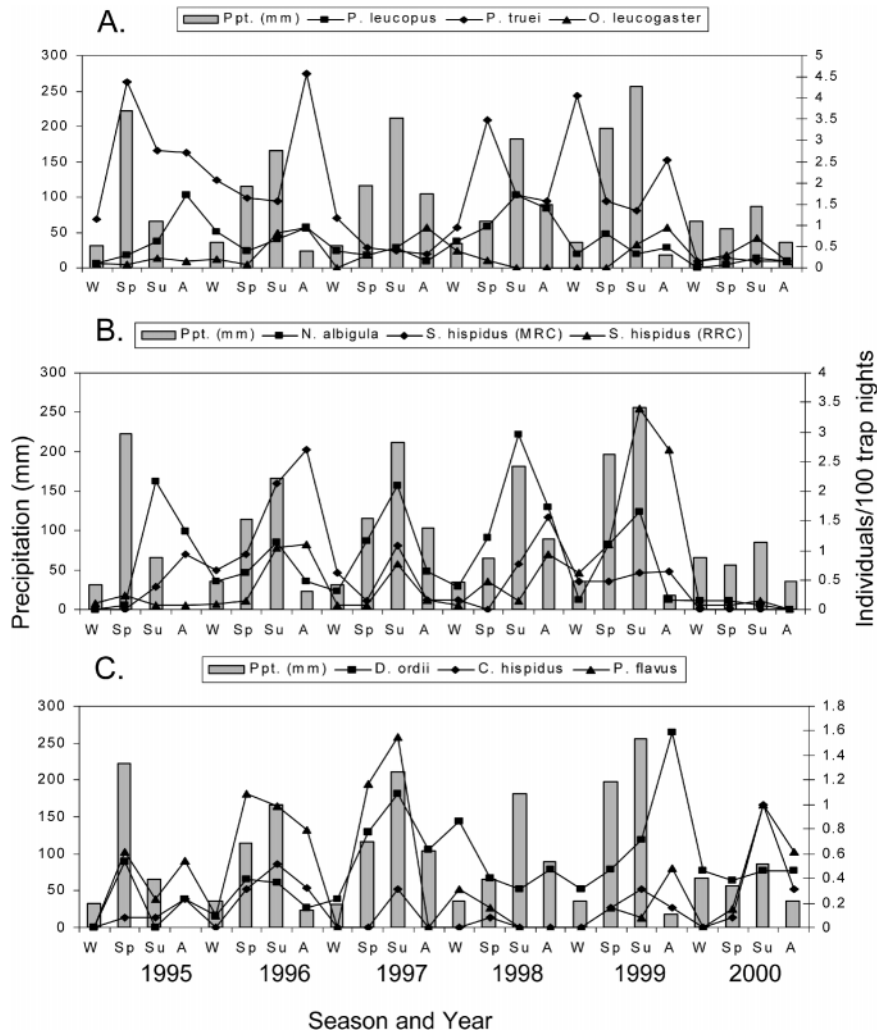 A.
Ppt. (mm) P. leucopus P. truei O. leucogaster
300 250 200 150 100 50 0
5 4.5 4 3.5 3 2.5 2 1.5 1 0.5 0
W Sp Su A W Sp Su A W Sp Su A W Sp Su A W Sp Su A W Sp Su A
B.
Ppt. (mm) N. albigula S. hispidus (MRC) S. hispidus (RRC)
Precipitation (mm)
300 250 200 150 100 50 0
4 3.5 3 2.5 2 1.5 1 0.5 0
Individuals/100 trap nights
W Sp Su A W Sp Su A W Sp Su A W Sp Su A W Sp Su A W Sp Su A
C.
Ppt. (mm) D. ordii C. hispidus P. flavus
300 250 200 150 100 50 0
1.8 1.6 1.4 1.2 1 0.8 0.6 0.4 0.2 0
W Sp Su A W Sp Su A W Sp Su A W Sp Su A W Sp Su A W Sp Su A
1995 1996 1997 1998 1999 2000
Season and Year